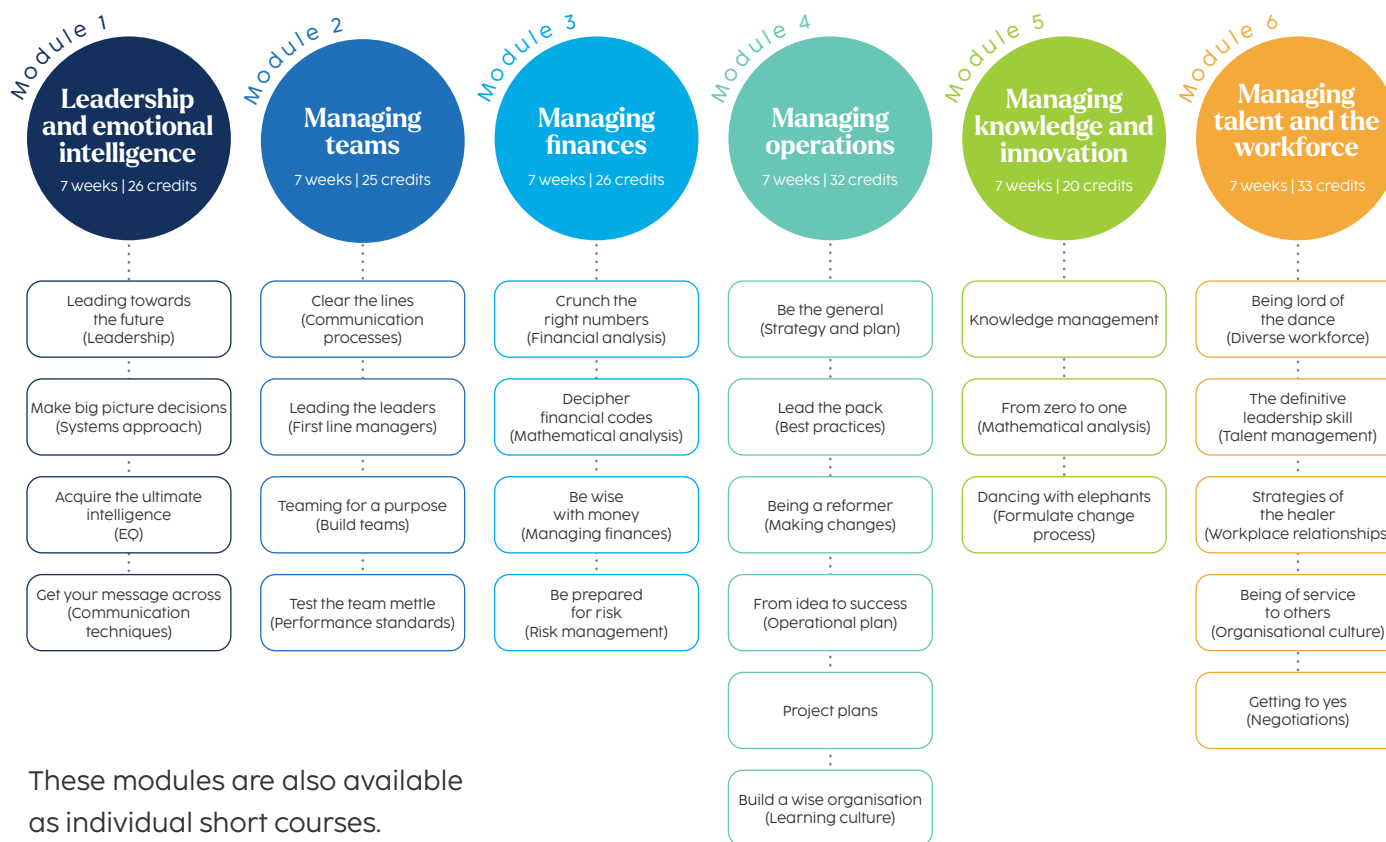 Module 1
Leadership
and emotional
intelligence
7 weeks | 26 credits
Leading towards
the future
(Leadership)
Make big picture decisions
(Systems approach)
Acquire the ultimate
intelligence
(EQ)
Get your message across
(Communication
techniques)
Module 2
Managing
teams
7 weeks | 25 credits
Clear the lines
(Communication
processes)
Leading the leaders
(First line managers)
Teaming for a purpose
(Build teams)
Test the team mettle
(Performance standards)
Module 3
Managing
finances
7 weeks | 26 credits
Crunch the
right numbers
(Financial analysis)
Decipher
financial codes
(Mathematical analysis)
Be wise
with money
(Managing finances)
Be prepared
for risk
(Risk management)
Module 4
Managing
operations
7 weeks | 32 credits
Be the general
(Strategy and plan)
Lead the pack
(Best practices)
Being a reformer
(Making changes)
From idea to success
(Operational plan)
Project plans
Build a wise organisation
(Learning culture)
Module 5
Managing
knowledge and
innovation
7 weeks | 20 credits
Knowledge management
From zero to one
(Mathematical analysis)
Dancing with elephants
(Formulate change
process)
Module 6
Managing
talent and the
workforce
7 weeks | 33 credits
Being lord of
the dance
(Diverse workforce)
The definitive
leadership skill
(Talent management)
Strategies of
the healer
(Workplace relationships
Being of service
to others
(Organisational culture)
Getting to yes
(Negotiations)
These modules are also available
as individual short courses.